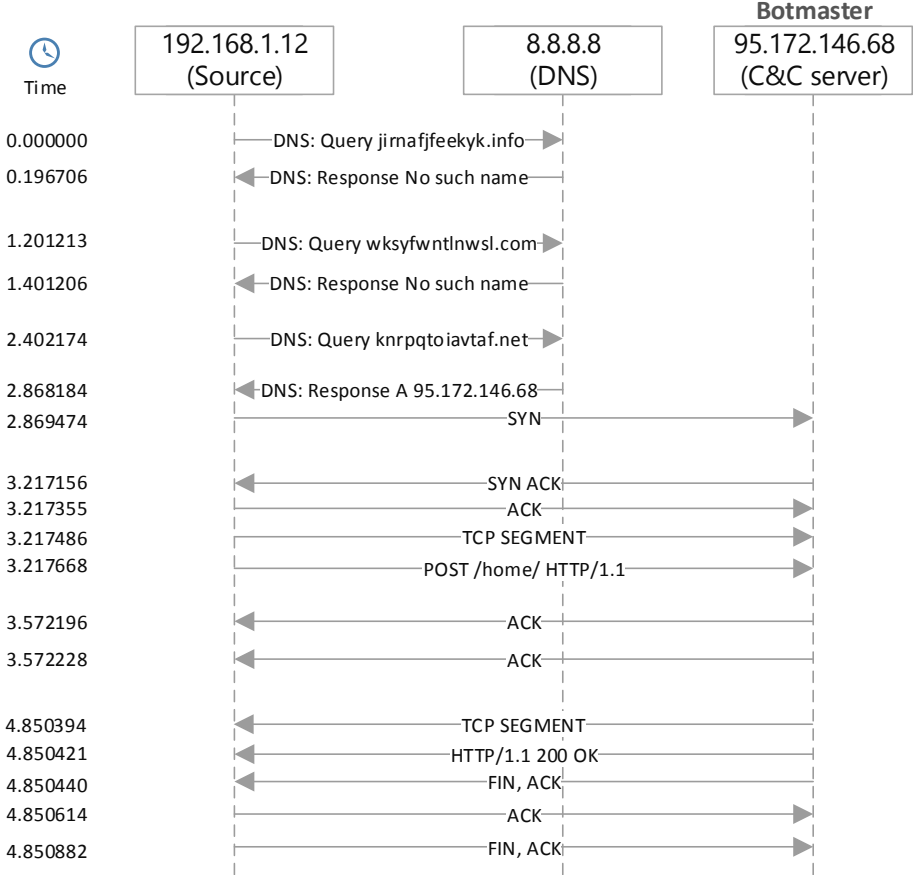 Botmaster
Time
192.168.1.12
(Source)
8.8.8.8
(DNS)
95.172.146.68
(C&C server)
0.000000 DNS: Query jirnafjfeekyk.info
0.196706 DNS: Response No such name
1.201213 DNS: Query wksyfwntlnwsl.com
1.401206 DNS: Response No such name
2.402174 DNS: Query knrpqtoiavtaf.net
2.868184 DNS: Response A 95.172.146.68
2.869474 SYN
3.217156 SYN ACK
3.217355 ACK
3.217486 TCP SEGMENT
3.217668 POST /home/ HTTP/1.1
3.572196 ACK
3.572228 ACK
4.850394 TCP SEGMENT
4.850421 HTTP/1.1 200 OK
4.850440 FIN, ACK
4.850614 ACK
4.850882 FIN, ACK